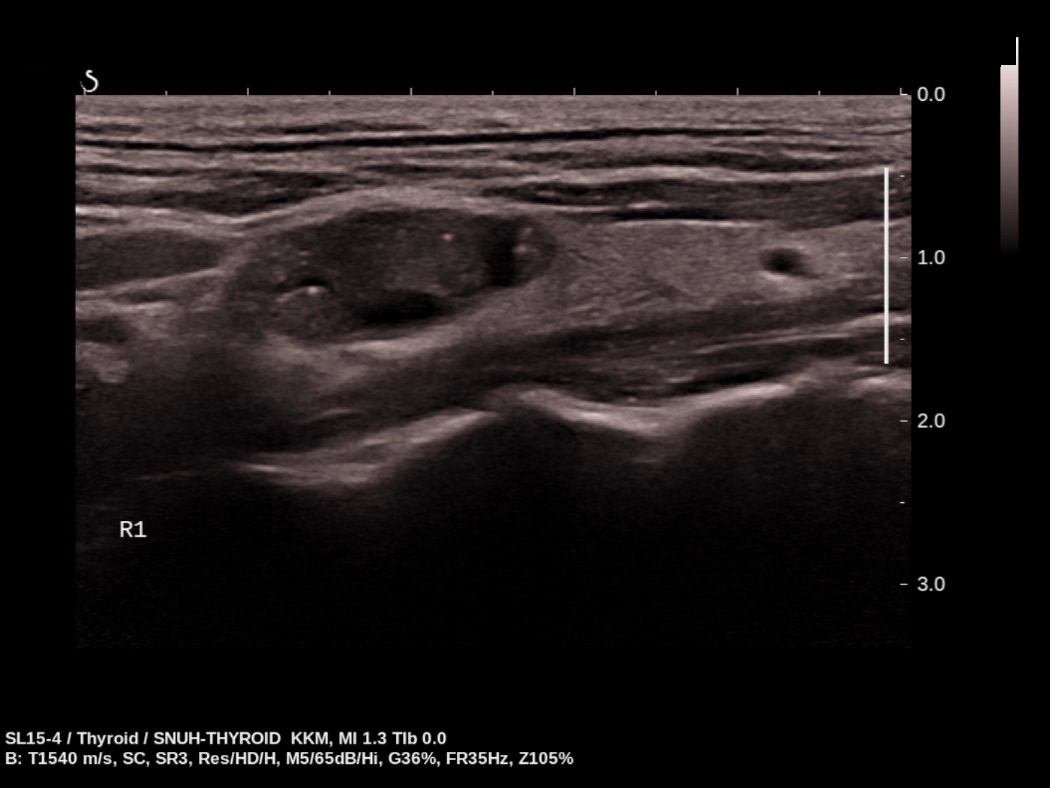 0.0
1.0
2.0
R1
3.0
SL15-4 / Thyroid / SNUH-THYROID KKM, MI 1.3 TIb 0.0
B: T1540 m/s, SC, SR3, Res/HD/H, M5/65dB/Hi, G36%, FR35Hz, Z105%